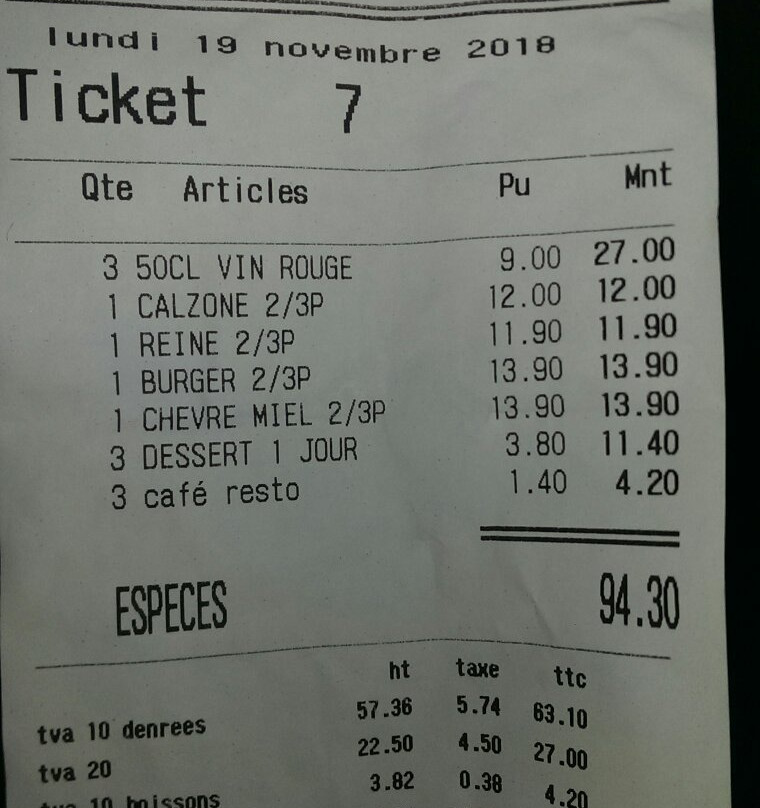 lundi 19 novembre 2018
Ticket 7
Qte Articles Pu Mnt
3 50CL VIN ROUGE 9.00 27.00
1 CALZONE 2/3P 12.00 12.00
1 REINE 2/3P 11.90 11.90
1 BURGER 2/3P 13.90 13.90
1 CHEVRE MIEL 2/3P 13.90 13.90
3 DESSERT 1 JOUR 3.80 11.40
3 café resto 1.40 4.20
ESPECES 94.30
ht taxe ttc
tva 10 denrees 57.36 5.74 63.10
tva 20 22.50 4.50 27.00
tva 10 boissons 3.82 0.38 4.20